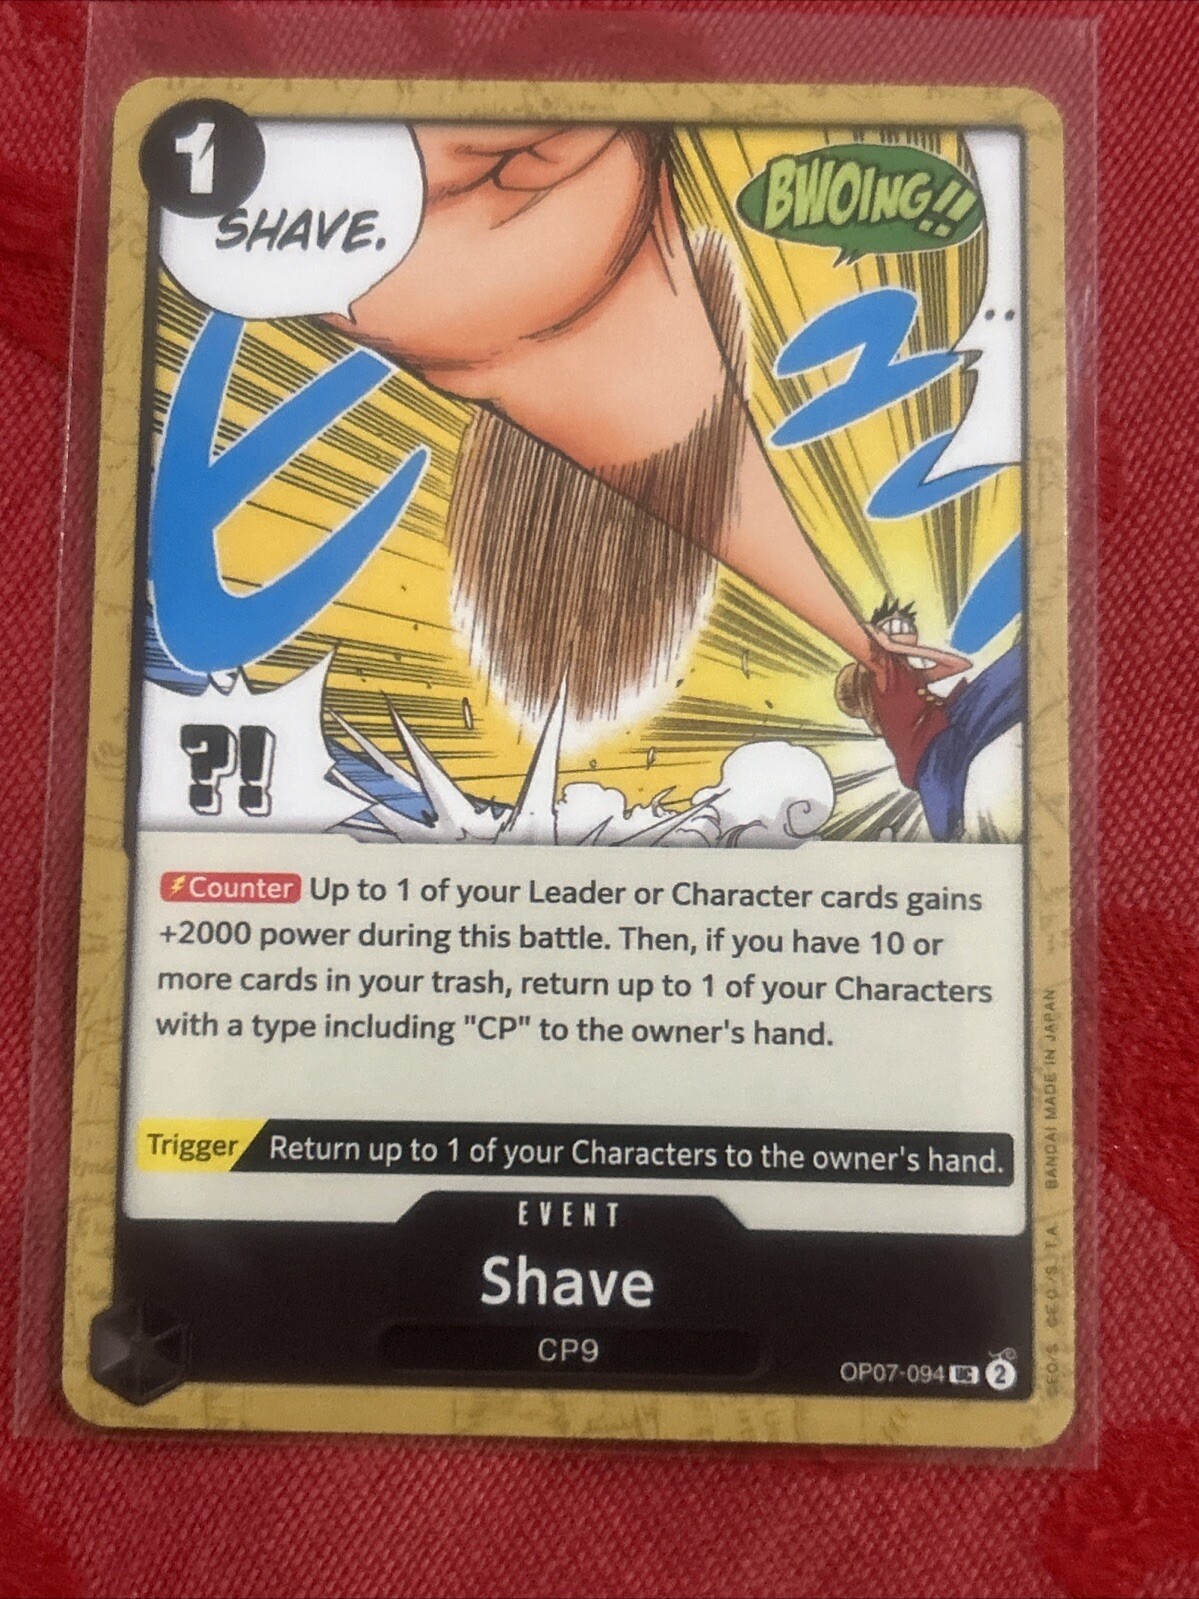 1
SHAVE.
BWOING!!
..
?!
Counter Up to 1 of your Leader or Character cards gains
+2000 power during this battle. Then, if you have 10 or
more cards in your trash, return up to 1 of your Characters
with a type including "CP" to the owner's hand.
Trigger Return up to 1 of your Characters to the owner's hand.
EVENT
Shave
CP9
OP07-094 UC 2
BANDAI MADE IN JAPAN